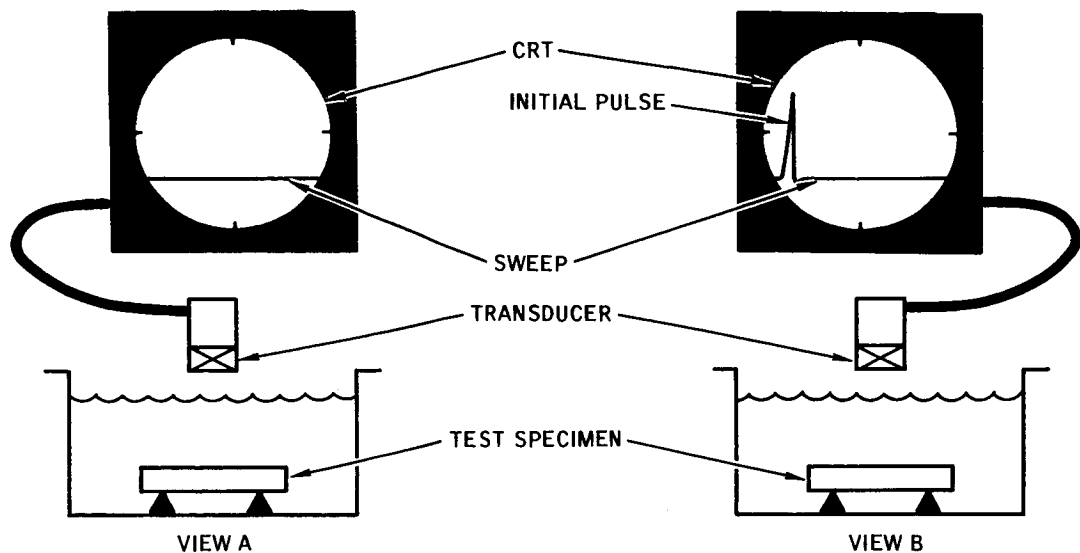 CRT
INITIAL PULSE
SWEEP
TRANSDUCER
TEST SPECIMEN
VIEW A
VIEW B